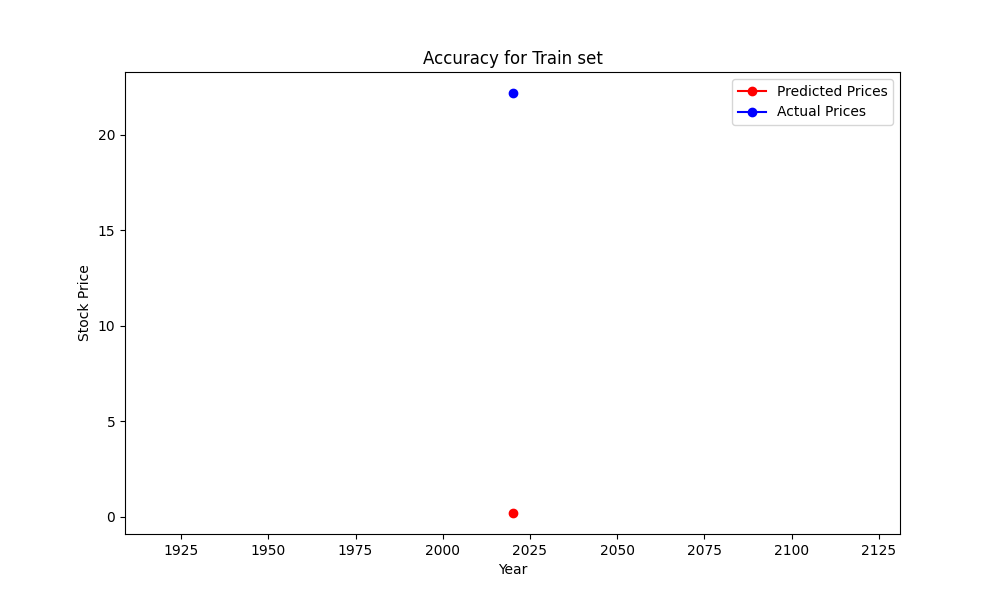 Accuracy for Train set
Predicted Prices
Actual Prices
20
15
10
5
0
Stock Price
1925 1950 1975 2000 2025 2050 2075 2100 2125
Year